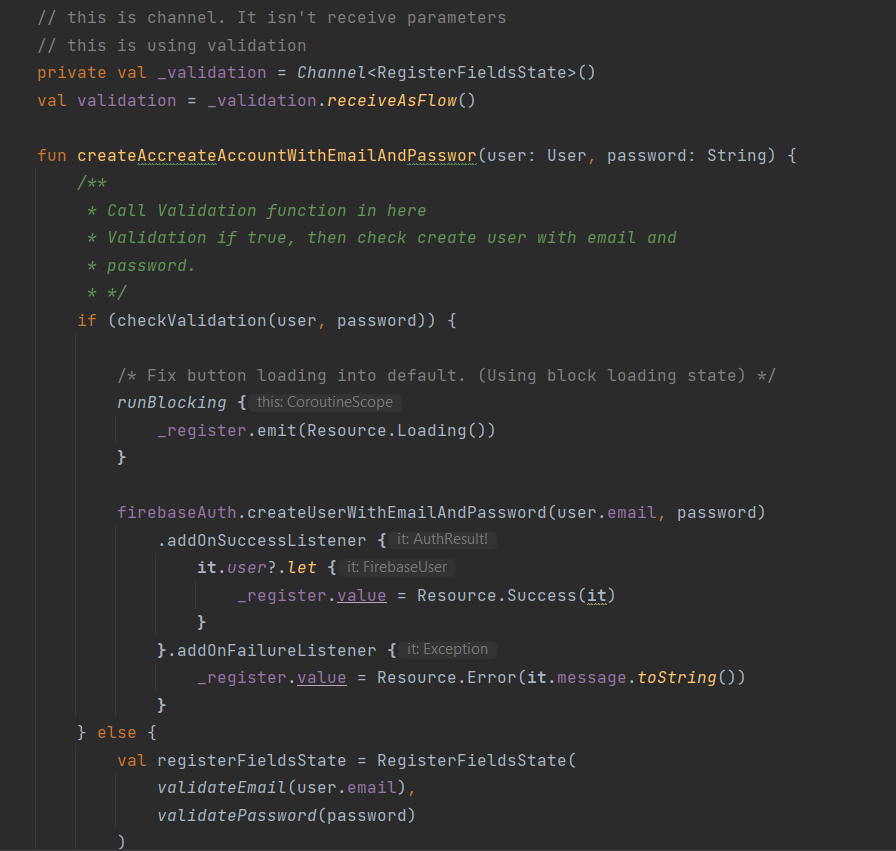 // this is channel. It isn't receive parameters
// this is using validation
private val _validation = Channel<RegisterFieldsState>()
val validation = _validation.receiveAsFlow()
fun createAccreateAccountWithEmailAndPasswor(user: User, password: String) {
/**
* Call Validation function in here
* Validation if true, then check create user with email and
* password.
* */
if (checkValidation(user, password)) {
/* Fix button loading into default. (Using block loading state) */
runBlocking { this: CoroutineScope
_register.emit(Resource.Loading())
}
firebaseAuth.createUserWithEmailAndPassword(user.email, password)
.addOnSuccessListener { it: AuthResult!
it.user?.let { it: FirebaseUser
_register.value = Resource.Success(it)
}
}.addOnFailureListener { it: Exception
_register.value = Resource.Error(it.message.toString())
}
} else {
val registerFieldsState = RegisterFieldsState(
validateEmail(user.email),
validatePassword(password)
)